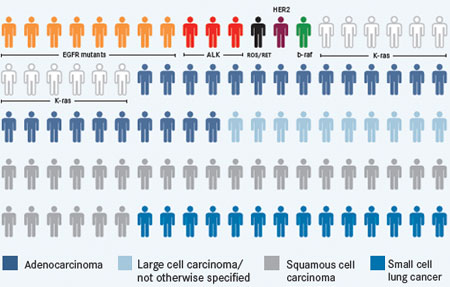 HER2
EGFR mutants
ALK
ROS/RET
b-raf
K-ras
K-ras
Adenocarcinoma
Large cell carcinoma/
not otherwise specified
Squamous cell
carcinoma
Small cell
lung cancer